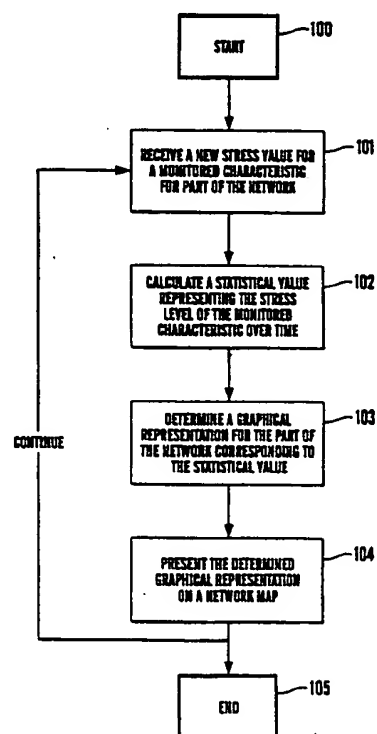 START
100
RECEIVE A NEW STRESS VALUE FOR
A MONITORED CHARACTERISTIC
FOR PART OF THE NETWORK
101
CALCULATE A STATISTICAL VALUE
REPRESENTING THE STRESS
LEVEL OF THE MONITORED
CHARACTERISTIC OVER TIME
102
DETERMINE A GRAPHICAL
REPRESENTATION FOR THE PART OF
THE NETWORK CORRESPONDING TO
THE STATISTICAL VALUE
103
CONTINUE
PRESENT THE DETERMINED
GRAPHICAL REPRESENTATION
ON A NETWORK MAP
104
END
105